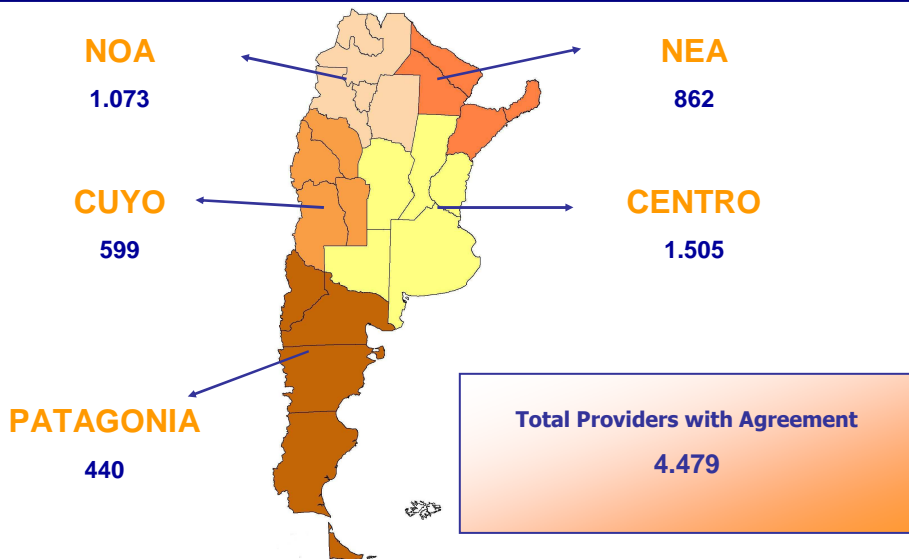 NOA
1.073
NEA
862
CUYO
599
CENTRO
1.505
PATAGONIA
440
Total Providers with Agreement
4.479